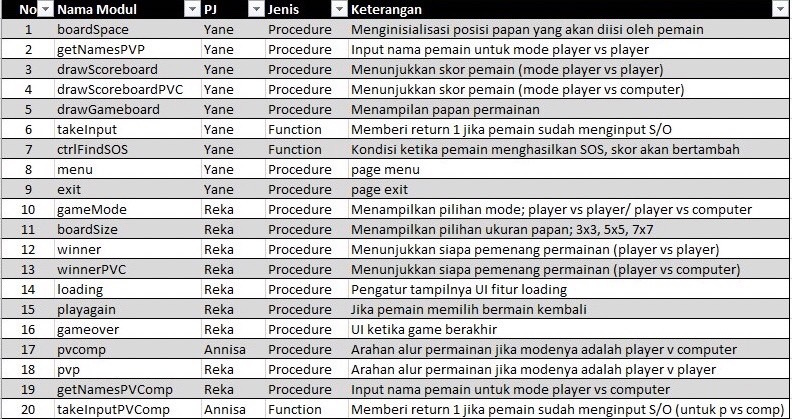 No Nama Modul PJ Jenis Keterangan
1 boardSpace Yane Procedure Menginisialisasi posisi papan yang akan diisi oleh pemain
2 getNamesPVP Yane Procedure Input nama pemain untuk mode player vs player
3 drawScoreboard Yane Procedure Menunjukkan skor pemain (mode player vs player)
4 drawScoreboardPVC Yane Procedure Menunjukkan skor pemain (mode player vs computer)
5 drawGameboard Yane Procedure Menampilan papan permainan
6 takeInput Yane Function Memberi return 1 jika pemain sudah menginput S/O
7 ctrlFindSOS Yane Function Kondisi ketika pemain menghasilkan SOS, skor akan bertambah
8 menu Yane Procedure page menu
9 exit Yane Procedure page exit
10 gameMode Reka Procedure Menampilkan pilihan mode; player vs player/ player vs computer
11 boardSize Reka Procedure Menampilkan pilihan ukuran papan; 3x3, 5x5, 7x7
12 winner Reka Procedure Menunjukkan siapa pemenang permainan (player vs player)
13 winnerPVC Reka Procedure Menunjukkan siapa pemenang permainan (player vs computer)
14 loading Reka Procedure Pengatur tampilnya UI fitur loading
15 playagain Reka Procedure Jika pemain memilih bermain kembali
16 gameover Reka Procedure UI ketika game berakhir
17 pvcomp Annisa Procedure Arahan alur permainan jika modenya adalah player v computer
18 pvp Reka Procedure Arahan alur permainan jika modenya adalah player v player
19 getNamesPVComp Reka Procedure Input nama pemain untuk mode player vs computer
20 takeInputPVComp Annisa Function Memberi return 1 jika pemain sudah menginput S/O (untuk p vs comp)